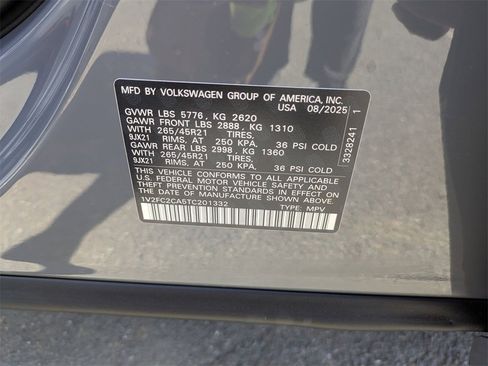 MFD BY VOLKSWAGEN GROUP OF AMERICA, INC.
USA 08/2025
GVWR LBS 5776, KG 2620
GAWR FRONT LBS 2888, KG 1310
WITH 265/45R21 TIRES,
9JX21 RIMS, AT 250 KPA. 36 PSI COLD
GAWR REAR LBS 2998, KG 1360
WITH 265/45R21 TIRES,
9JX21 RIMS, AT 250 KPA. 36 PSI COLD
THIS VEHICLE CONFORMS TO ALL APPLICABLE
U.S. FEDERAL MOTOR VEHICLE SAFETY AND
THEFT PREVENTION STANDARDS IN EFFECT ON
THE DATE OF MANUFACTURE SHOWN ABOVE.
1V2FC2CA5TC201332 TYPE: MPV
3328241 1